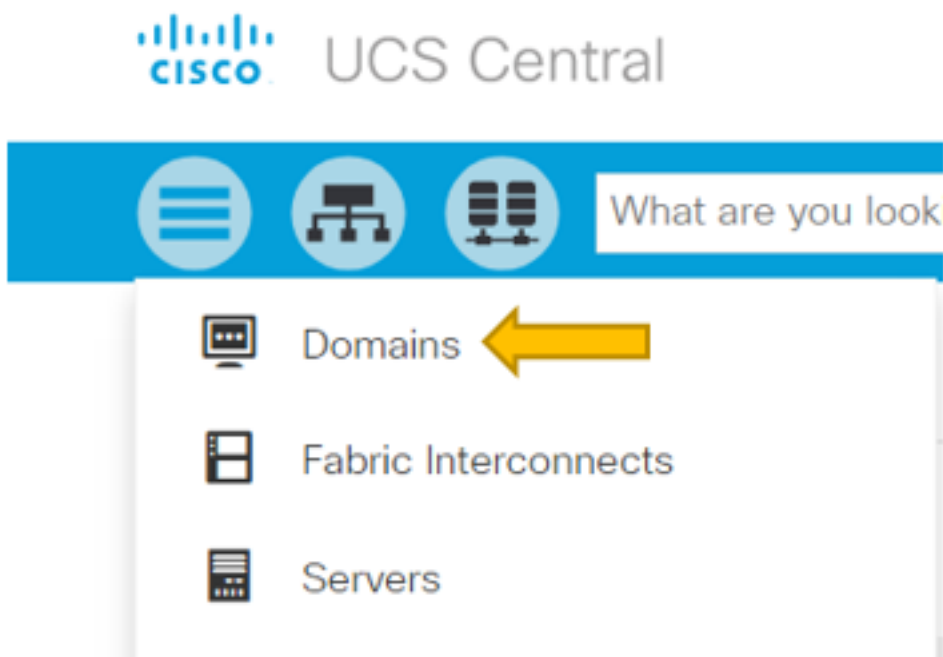 CISCO UCS Central
What are you look
Domains
Fabric Interconnects
Servers